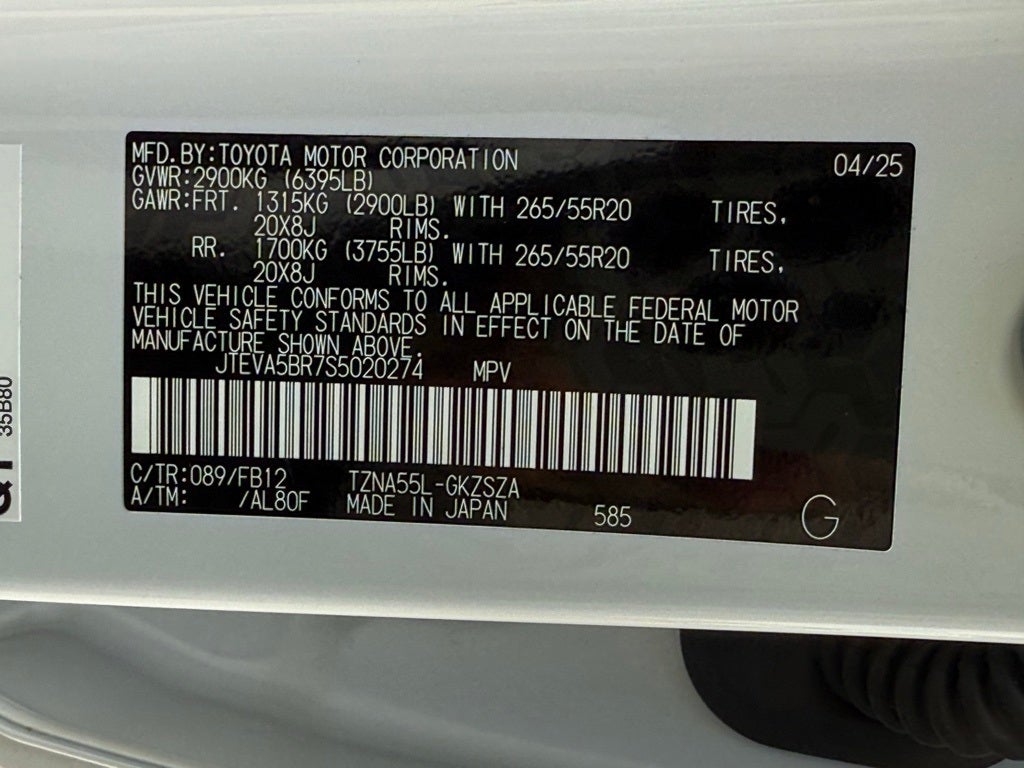 MFD.BY:TOYOTA MOTOR CORPORATION 04/25
GVWR:2900KG (6395LB)
GAWR:FRT. 1315KG (2900LB) WITH 265/55R20 TIRES,
20X8J RIMS.
RR. 1700KG (3755LB) WITH 265/55R20 TIRES,
20X8J RIMS.
THIS VEHICLE CONFORMS TO ALL APPLICABLE FEDERAL MOTOR
VEHICLE SAFETY STANDARDS IN EFFECT ON THE DATE OF
MANUFACTURE SHOWN ABOVE.
JTEVA5BR7S5020274 MPV
C/TR:089/FB12 TZNA55L-GKZSZA
A/TM: /AL80F MADE IN JAPAN 585 G
35B80